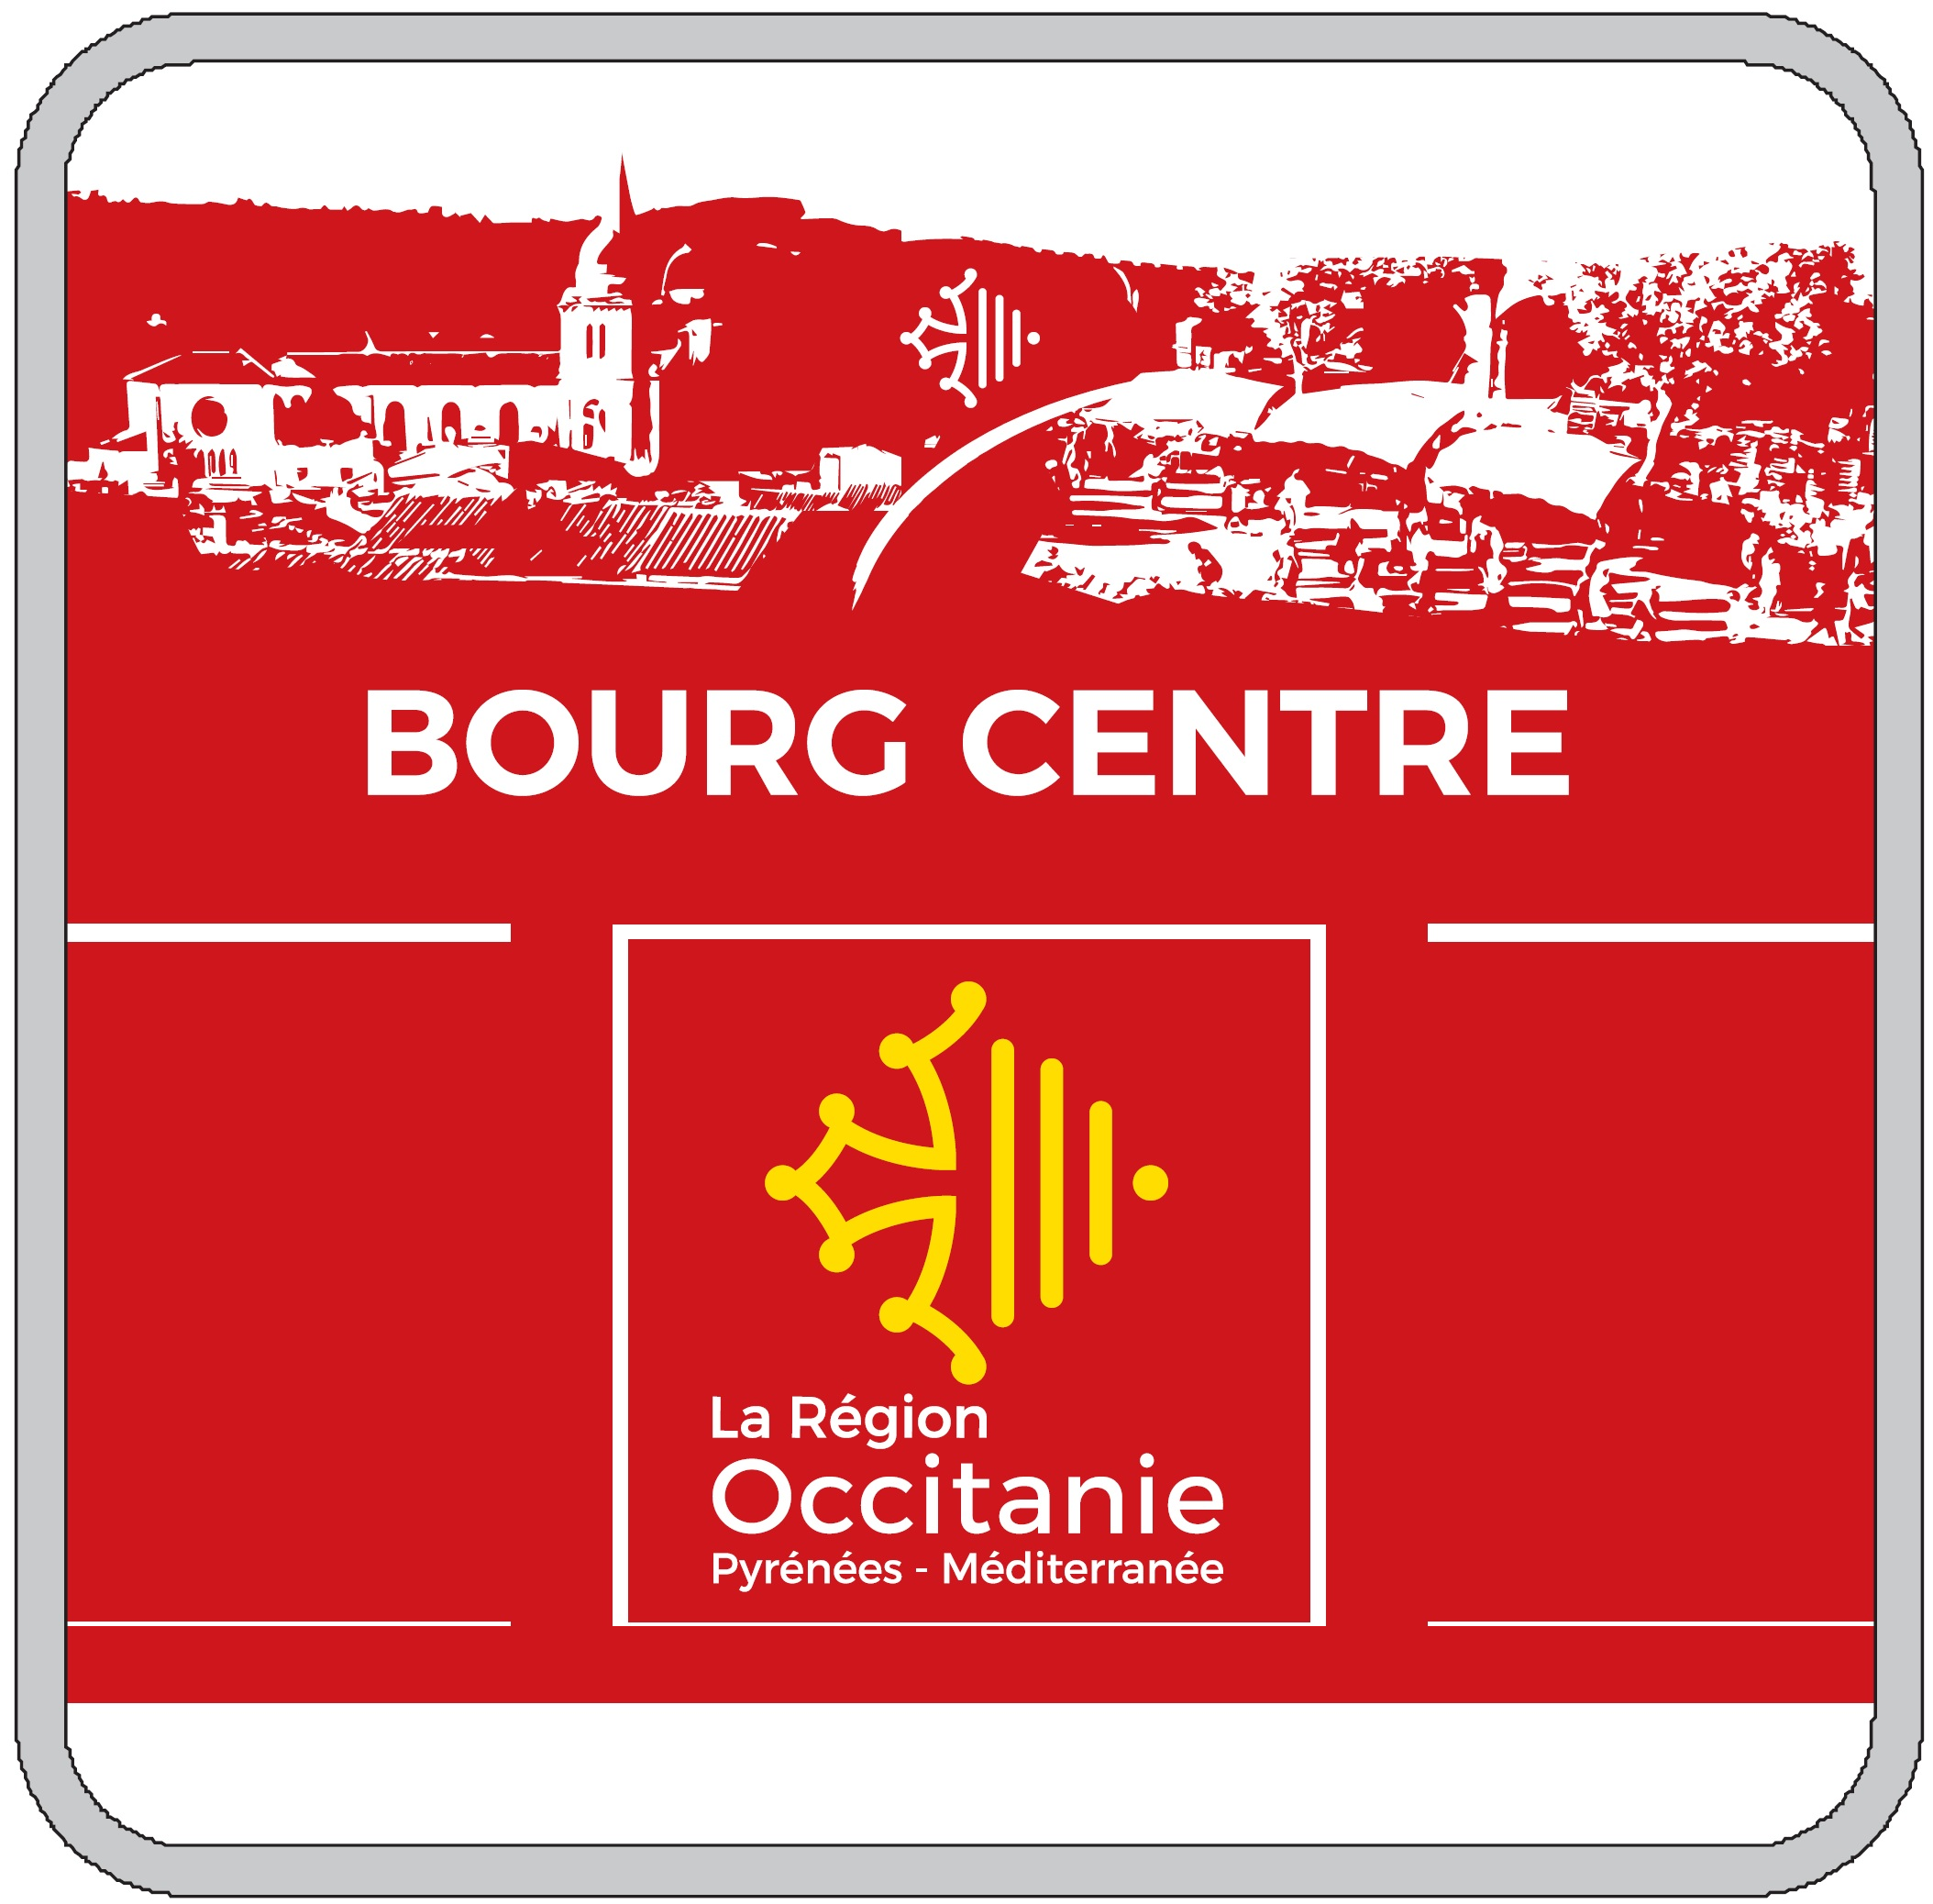 BOURG CENTRE
La Région
Occitanie
Pyrénées - Méditerranée